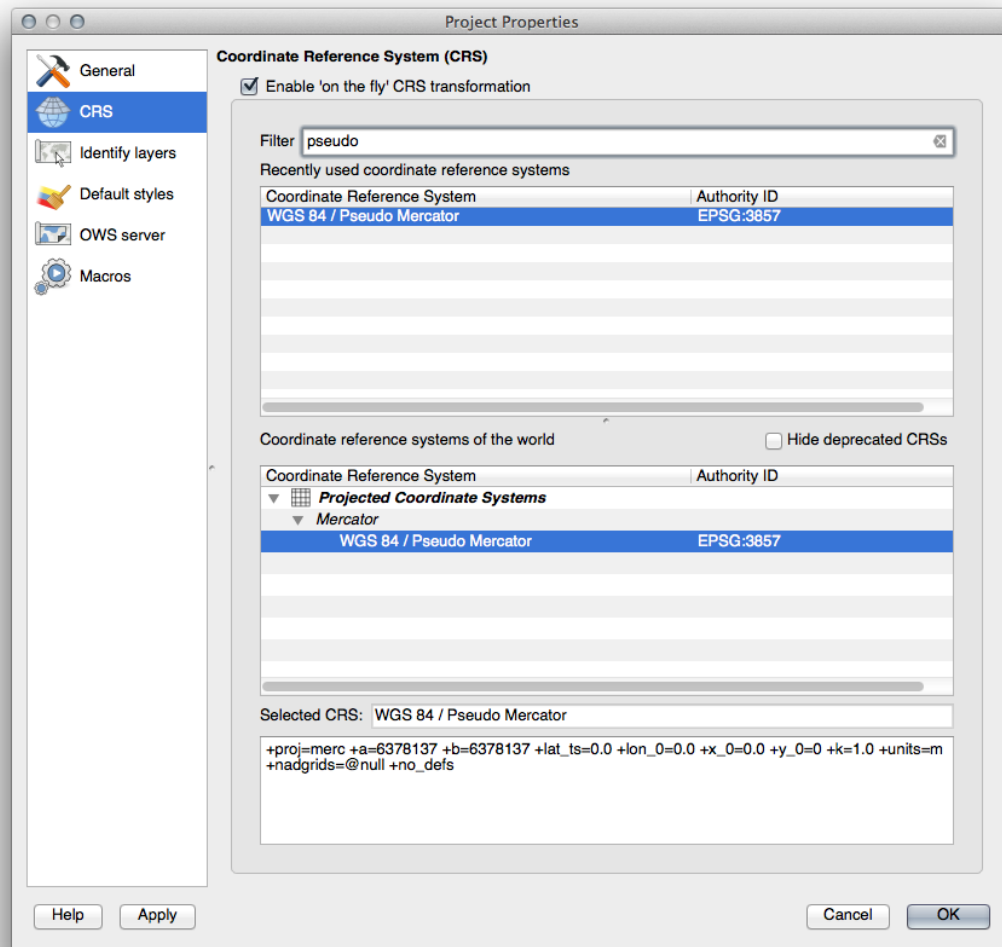 Project Properties
General
CRS
Identify layers
Default styles
OWS server
Macros
Coordinate Reference System (CRS)
Enable 'on the fly' CRS transformation
Filter pseudo
Recently used coordinate reference systems
Coordinate Reference System Authority ID
WGS 84 / Pseudo Mercator EPSG:3857
Coordinate reference systems of the world Hide deprecated CRSs
Coordinate Reference System Authority ID
Projected Coordinate Systems
Mercator
WGS 84 / Pseudo Mercator EPSG:3857
Selected CRS: WGS 84 / Pseudo Mercator
+proj=merc +a=6378137 +b=6378137 +lat_ts=0.0 +lon_0=0.0 +x_0=0.0 +y_0=0 +k=1.0 +units=m
+nadgrids=@null +no_defs
Help Apply Cancel OK